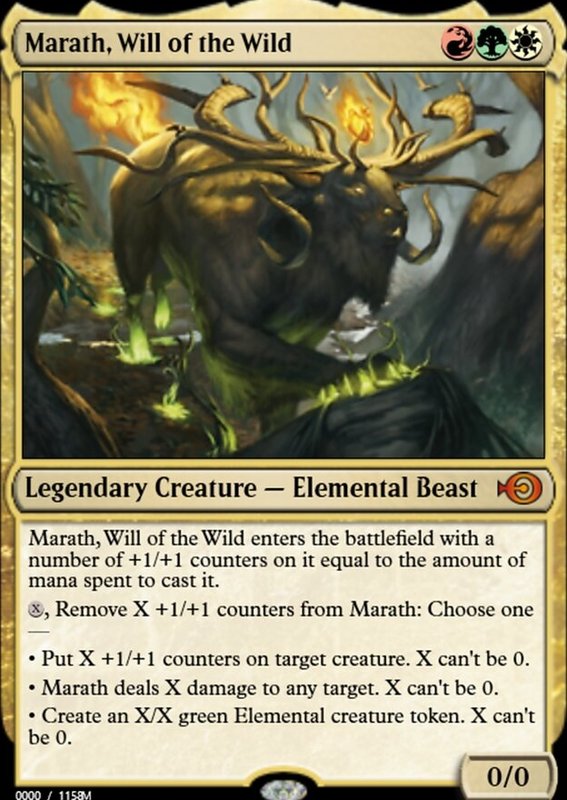 Marath, Will of the Wild
Legendary Creature — Elemental Beast
Marath, Will of the Wild enters the battlefield with a
number of +1/+1 counters on it equal to the amount of
mana spent to cast it.
X, Remove X +1/+1 counters from Marath: Choose one
—
• Put X +1/+1 counters on target creature. X can't be 0.
• Marath deals X damage to any target. X can't be 0.
• Create an X/X green Elemental creature token. X can't
be 0.
0/0
0000 / 1158M